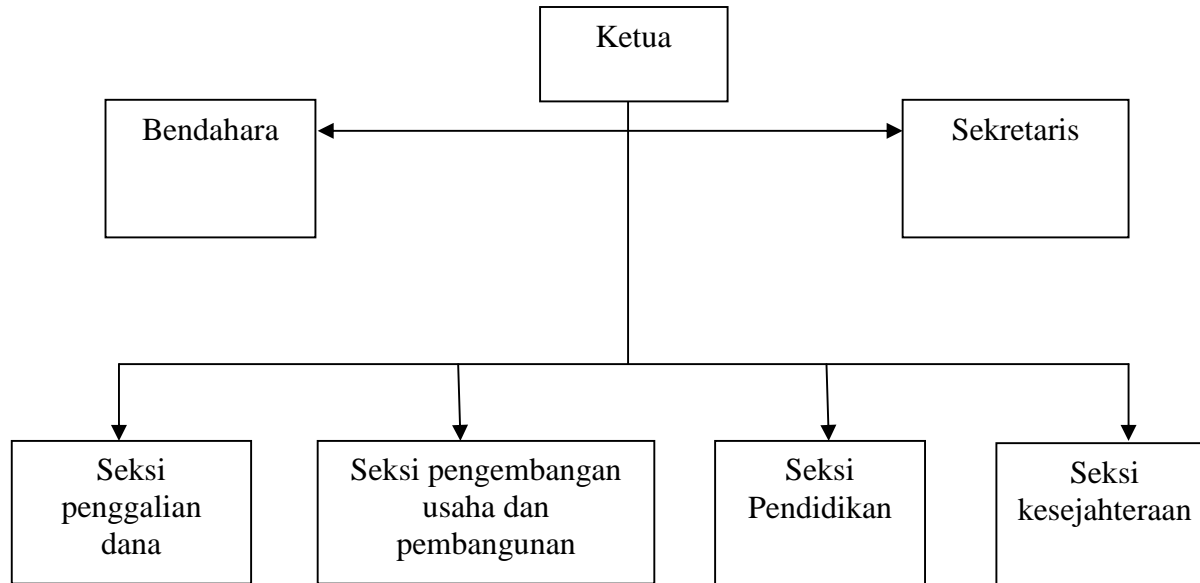 Ketua
Bendahara
Sekretaris
Seksi
penggalian
dana
Seksi pengembangan
usaha dan
pembangunan
Seksi
Pendidikan
Seksi
kesejahteraan